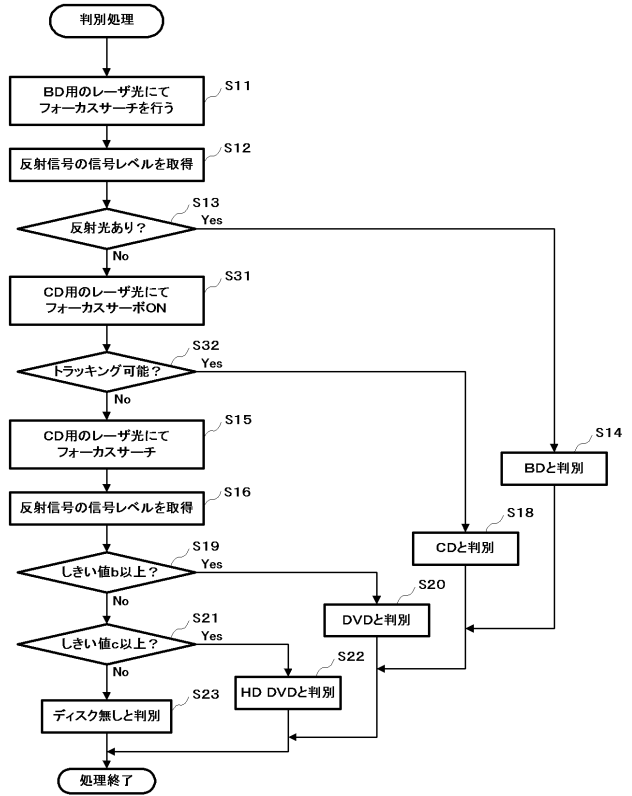 判別処理
BD用のレーザ光にて
フォーカスサーチを行う
S11
反射信号の信号レベルを取得
S12
反射光あり？
S13
Yes
No
CD用のレーザ光にて
フォーカスサーボON
S31
トラッキング可能？
S32
Yes
No
CD用のレーザ光にて
フォーカスサーチ
S15
BDと判別
S14
反射信号の信号レベルを取得
S16
CDと判別
S18
しきい値b以上？
S19
Yes
No
DVDと判別
S20
しきい値c以上？
S21
Yes
No
HD DVDと判別
S22
ディスク無しと判別
S23
処理終了